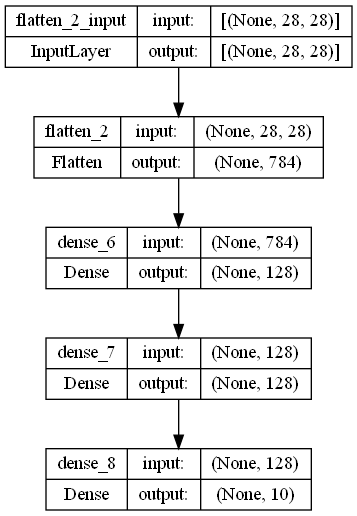 flatten_2_input input: [(None, 28, 28)]
InputLayer output: [(None, 28, 28)]
flatten_2 input: (None, 28, 28)
Flatten output: (None, 784)
dense_6 input: (None, 784)
Dense output: (None, 128)
dense_7 input: (None, 128)
Dense output: (None, 128)
dense_8 input: (None, 128)
Dense output: (None, 10)